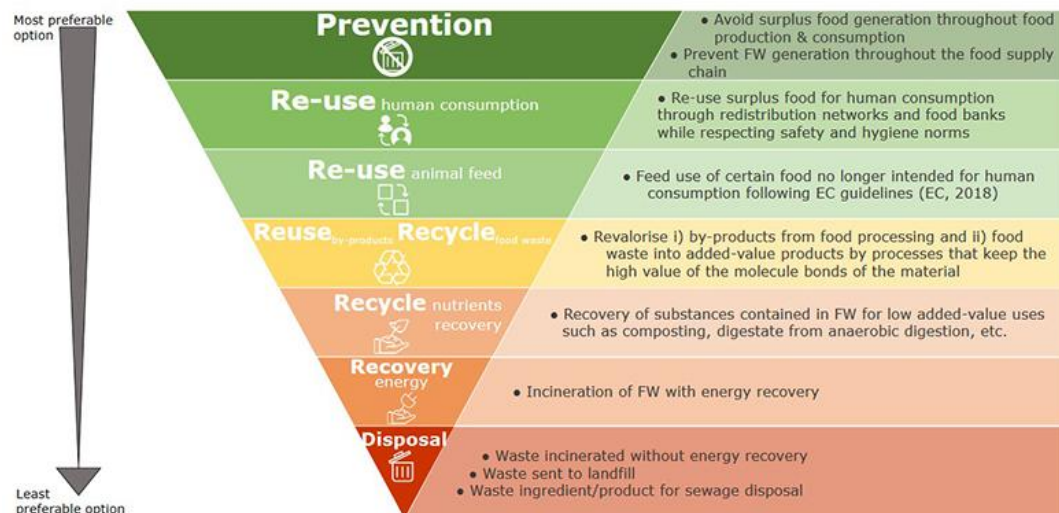 Most preferable
option
Prevention
● Avoid surplus food generation throughout food
production & consumption
● Prevent FW generation throughout the food supply
chain
Re-use human consumption
● Re-use surplus food for human consumption
through redistribution networks and food banks
while respecting safety and hygiene norms
Re-use animal feed
● Feed use of certain food no longer intended for human
consumption following EC guidelines (EC, 2018)
Reuse by-products Recycle food waste
● Revalorise i) by-products from food processing and ii) food
waste into added-value products by processes that keep the
high value of the molecule bonds of the material
Recycle nutrients
recovery
● Recovery of substances contained in FW for low added-value uses
such as composting, digestate from anaerobic digestion, etc.
Recovery
energy
● Incineration of FW with energy recovery
Disposal
● Waste incinerated without energy recovery
● Waste sent to landfill
● Waste ingredient/product for sewage disposal
Least
preferable option